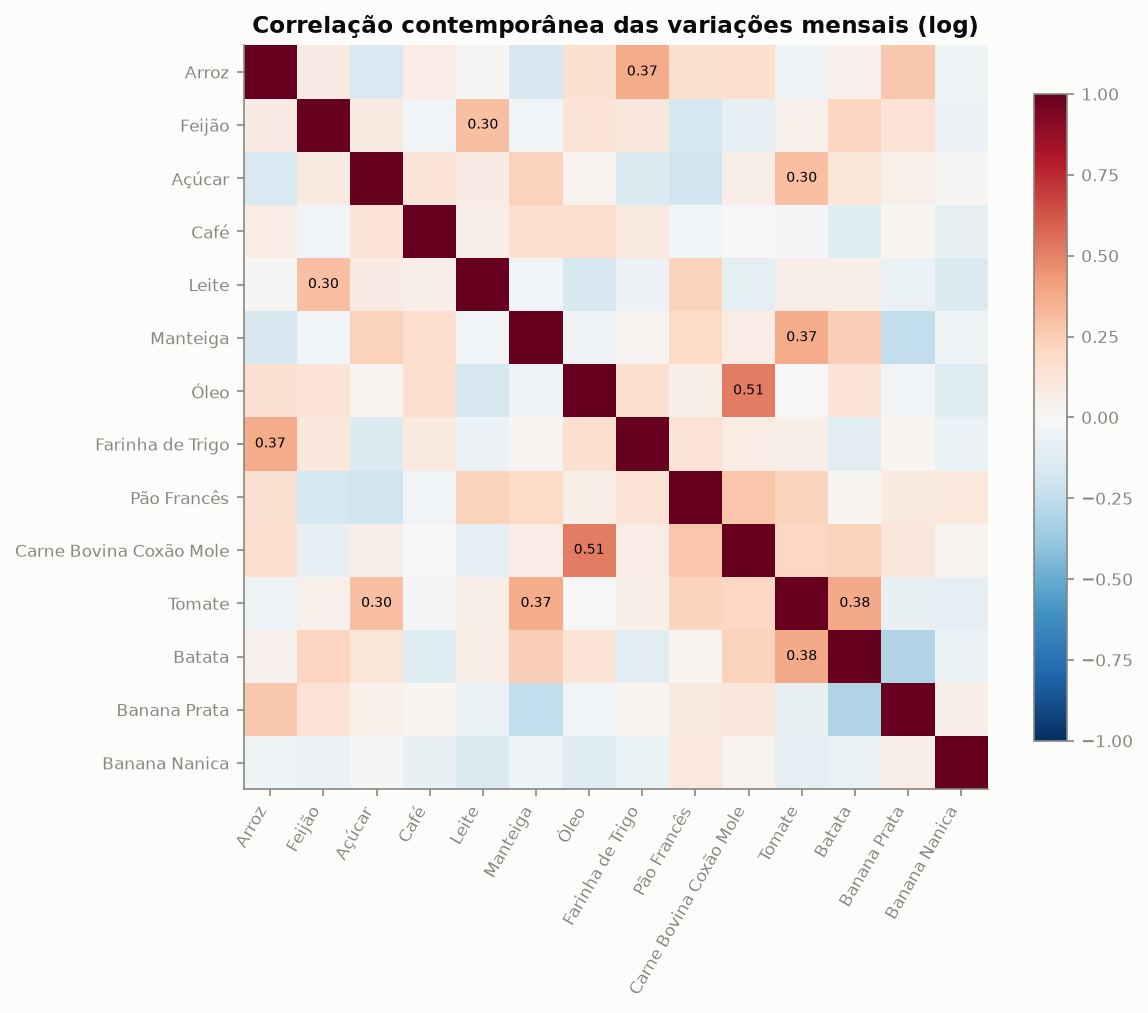 Correlação contemporânea das variações mensais (log)
Arroz
0.37
Feijão
0.30
Açúcar
0.30
Café
Leite
0.30
Manteiga
0.37
Óleo
0.51
Farinha de Trigo
0.37
Pão Francês
Carne Bovina Coxão Mole
0.51
Tomate
0.30
0.37
0.38
Batata
0.38
Banana Prata
Banana Nanica
Arroz
Feijão
Açúcar
Café
Leite
Manteiga
Óleo
Farinha de Trigo
Pão Francês
Carne Bovina Coxão Mole
Tomate
Batata
Banana Prata
Banana Nanica
1.00
0.75
0.50
0.25
0.00
−0.25
−0.50
−0.75
−1.00